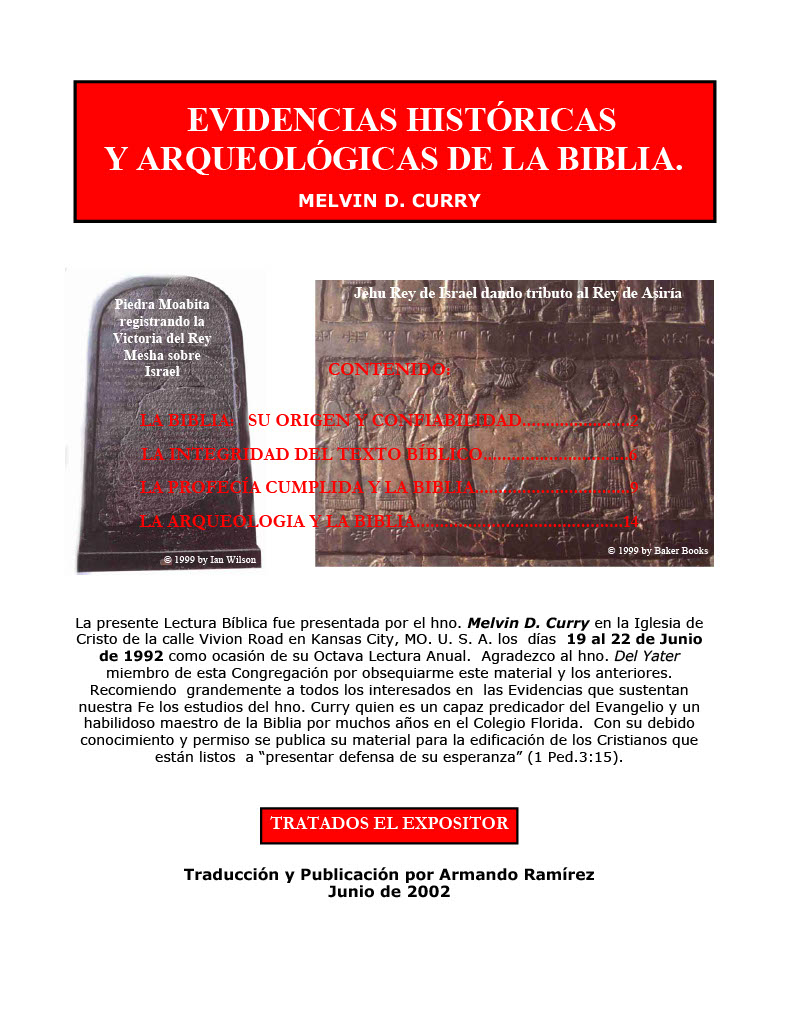 EVIDENCIAS HISTÓRICAS
Y ARQUEOLÓGICAS DE LA BIBLIA.
MELVIN D. CURRY
Piedra Moabita
registrando la
Victoria del Rey
Mesha sobre
Israel
© 1999 by Ian Wilson
Jehu Rey de Israel dando tributo al Rey de Asiría
CONTENIDO:
LA BIBLIA: SU ORIGEN Y CONFIABILIDAD.......................2
LA INTEGRIDAD DEL TEXTO BÍBLICO...............................6
LA PROFECÍA CUMPLIDA Y LA BIBLIA.................................9
LA ARQUEOLOGIA Y LA BIBLIA............................................14
© 1999 by Baker Books
La presente Lectura Bíblica fue presentada por el hno. Melvin D. Curry en la Iglesia de
Cristo de la calle Vivion Road en Kansas City, MO. U. S. A. los días 19 al 22 de Junio
de 1992 como ocasión de su Octava Lectura Anual. Agradezco al hno. Del Yater
miembro de esta Congregación por obsequiarme este material y los anteriores.
Recomiendo grandemente a todos los interesados en las Evidencias que sustentan
nuestra Fe los estudios del hno. Curry quien es un capaz predicador del Evangelio y un
habilidoso maestro de la Biblia por muchos años en el Colegio Florida. Con su debido
conocimiento y permiso se publica su material para la edificación de los Cristianos que
están listos a “presentar defensa de su esperanza” (1 Ped.3:15).
TRATADOS EL EXPOSITOR
Traducción y Publicación por Armando Ramírez
Junio de 2002